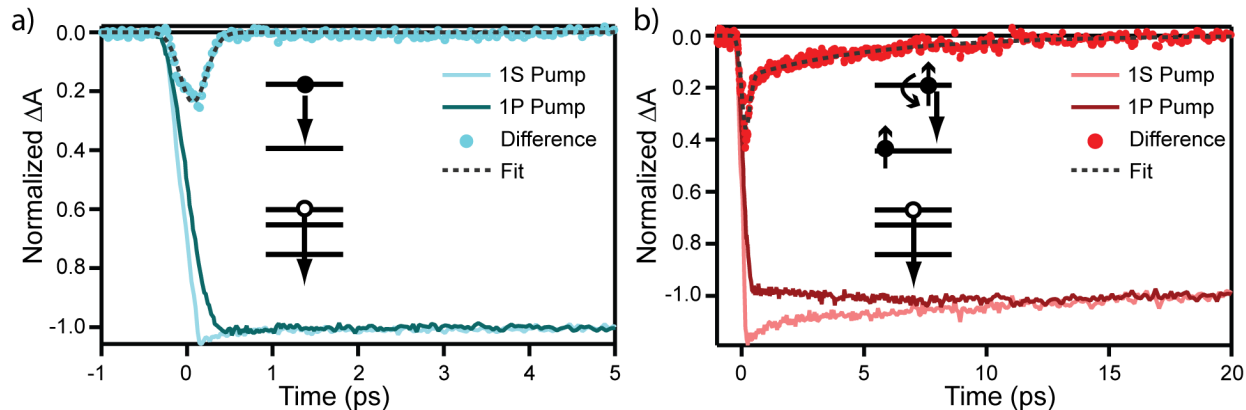 a)
Normalized ΔA
0.0
0.2
0.4
0.6
0.8
-1.0
1S Pump
1P Pump
Difference
Fit
-1 0 1 2 3 4 5
Time (ps)
b)
Normalized ΔA
0.0
0.2
0.4
0.6
0.8
-1.0
1S Pump
1P Pump
Difference
Fit
0 5 10 15 20
Time (ps)